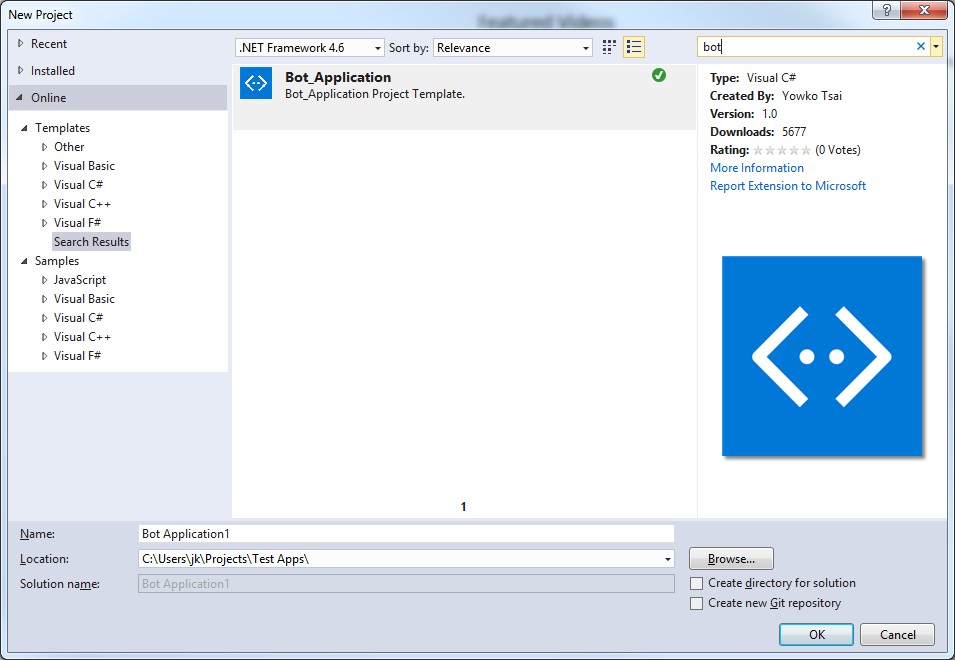 New Project
Featured Videos
Recent
Installed
Online
Templates
Other
Visual Basic
Visual C#
Visual C++
Visual F#
Search Results
Samples
JavaScript
Visual Basic
Visual C#
Visual C++
Visual F#
.NET Framework 4.6 Sort by: Relevance
Bot_Application
Bot_Application Project Template.
1
bot
Type: Visual C#
Created By: Yowko Tsai
Version: 1.0
Downloads: 5677
Rating: (0 Votes)
More Information
Report Extension to Microsoft
Name: Bot Application1
Location: C:\Users\jk\Projects\Test Apps\
Browse...
Solution name: Bot Application1
Create directory for solution
Create new Git repository
OK Cancel